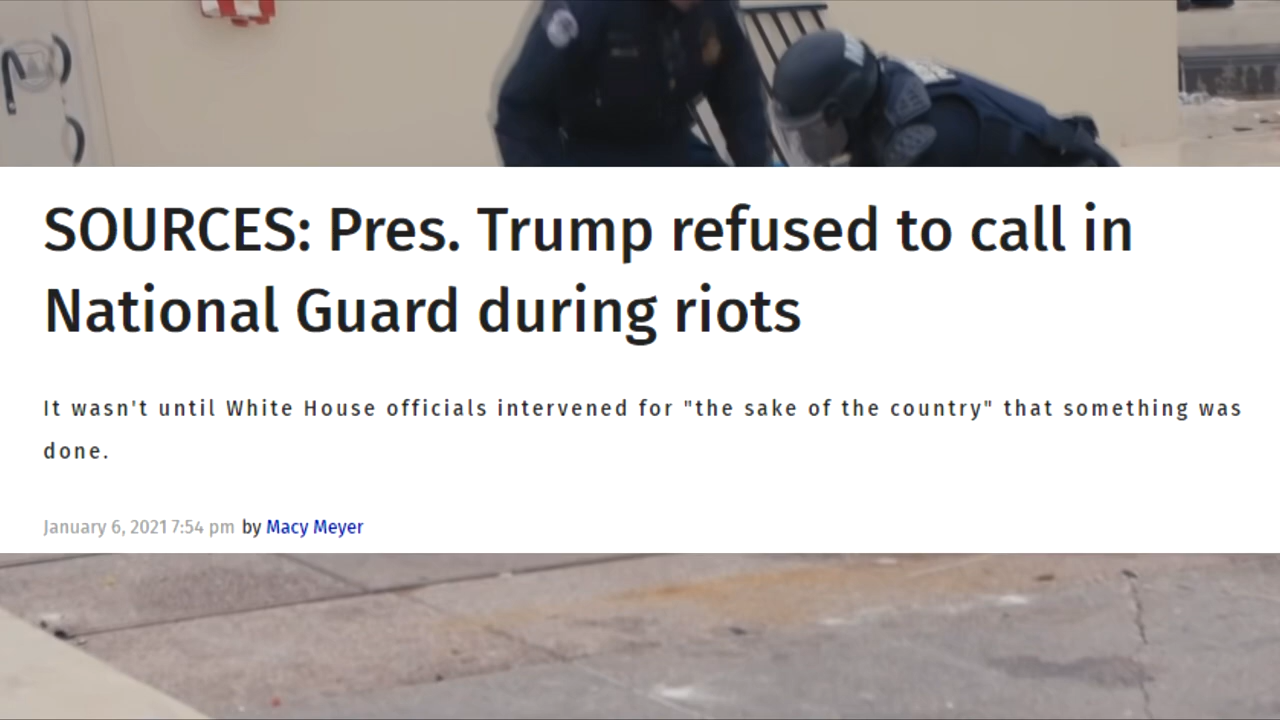 SOURCES: Pres. Trump refused to call in
National Guard during riots
It wasn't until White House officials intervened for "the sake of the country" that something was
done.
January 6, 2021 7:54 pm by Macy Meyer